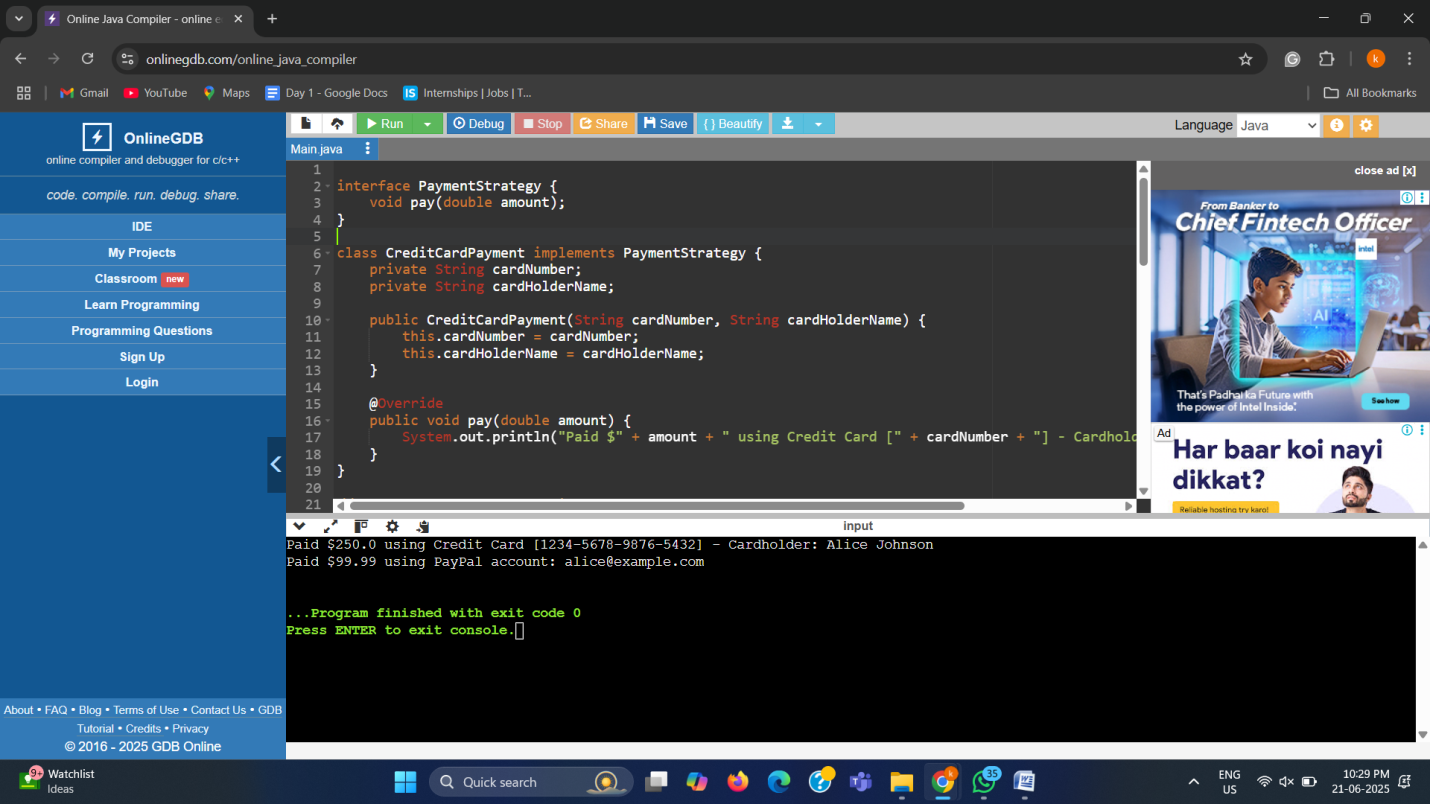 Online Java Compiler - online e
onlinegdb.com/online_java_compiler
k
Gmail
YouTube
Maps
Day 1 - Google Docs
IS
Internships | Jobs | T...
All Bookmarks
OnlineGDB
online compiler and debugger for c/c++
code. compile. run. debug. share.
IDE
My Projects
Classroom new
Learn Programming
Programming Questions
Sign Up
Login
About • FAQ • Blog • Terms of Use • Contact Us • GDB
Tutorial • Credits • Privacy
© 2016 - 2025 GDB Online
Run
Debug
Stop
Share
Save
{ } Beautify
Language Java
Main.java
1
2 interface PaymentStrategy {
3 void pay(double amount);
4 }
5
6 class CreditCardPayment implements PaymentStrategy {
7 private String cardNumber;
8 private String cardHolderName;
9
10 public CreditCardPayment(String cardNumber, String cardHolderName) {
11 this.cardNumber = cardNumber;
12 this.cardHolderName = cardHolderName;
13 }
14
15 @Override
16 public void pay(double amount) {
17 System.out.println("Paid $" + amount + " using Credit Card [" + cardNumber + "] - Cardhol
18 }
19 }
20
21
close ad [x]
From Banker to
Chief Fintech Officer
intel
AI
That's Padhai ka Future with
the power of Intel Inside.
See how
Ad
Har baar koi nayi
dikkat?
Reliable hosting try karo!
input
Paid $250.0 using Credit Card [1234-5678-9876-5432] - Cardholder: Alice Johnson
Paid $99.99 using PayPal account: alice@example.com
...Program finished with exit code 0
Press ENTER to exit console.
9+
Watchlist
Ideas
Quick search
k
35
ENG
US
10:29 PM
21-06-2025